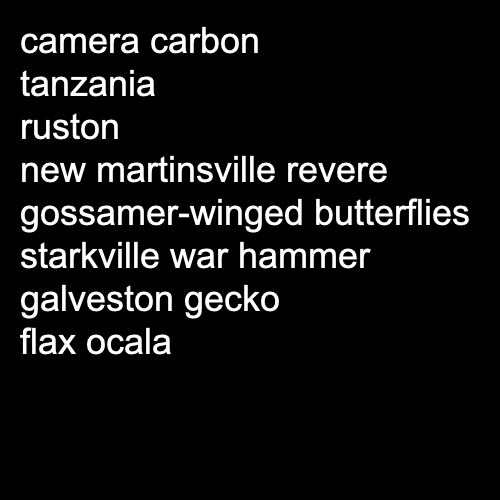 camera carbon
tanzania
ruston
new martinsville revere
gossamer-winged butterflies
starkville war hammer
galveston gecko
flax ocala